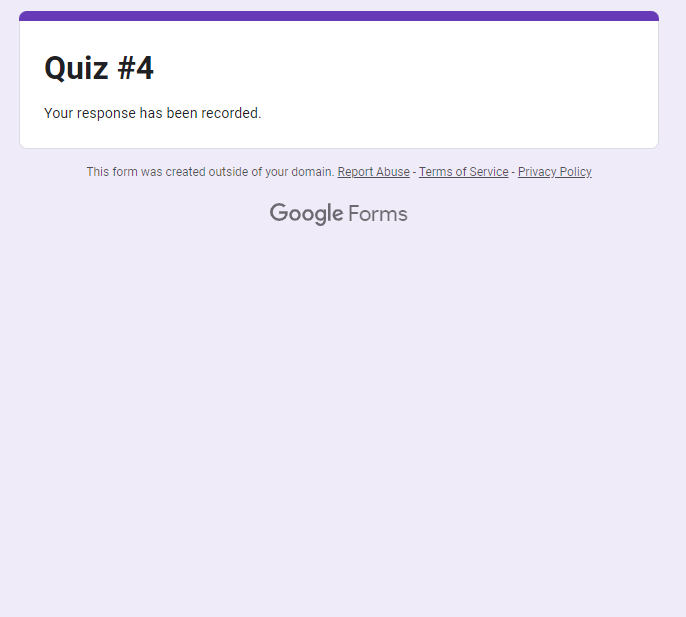 Quiz #4
Your response has been recorded.
This form was created outside of your domain. Report Abuse - Terms of Service - Privacy Policy
Google Forms